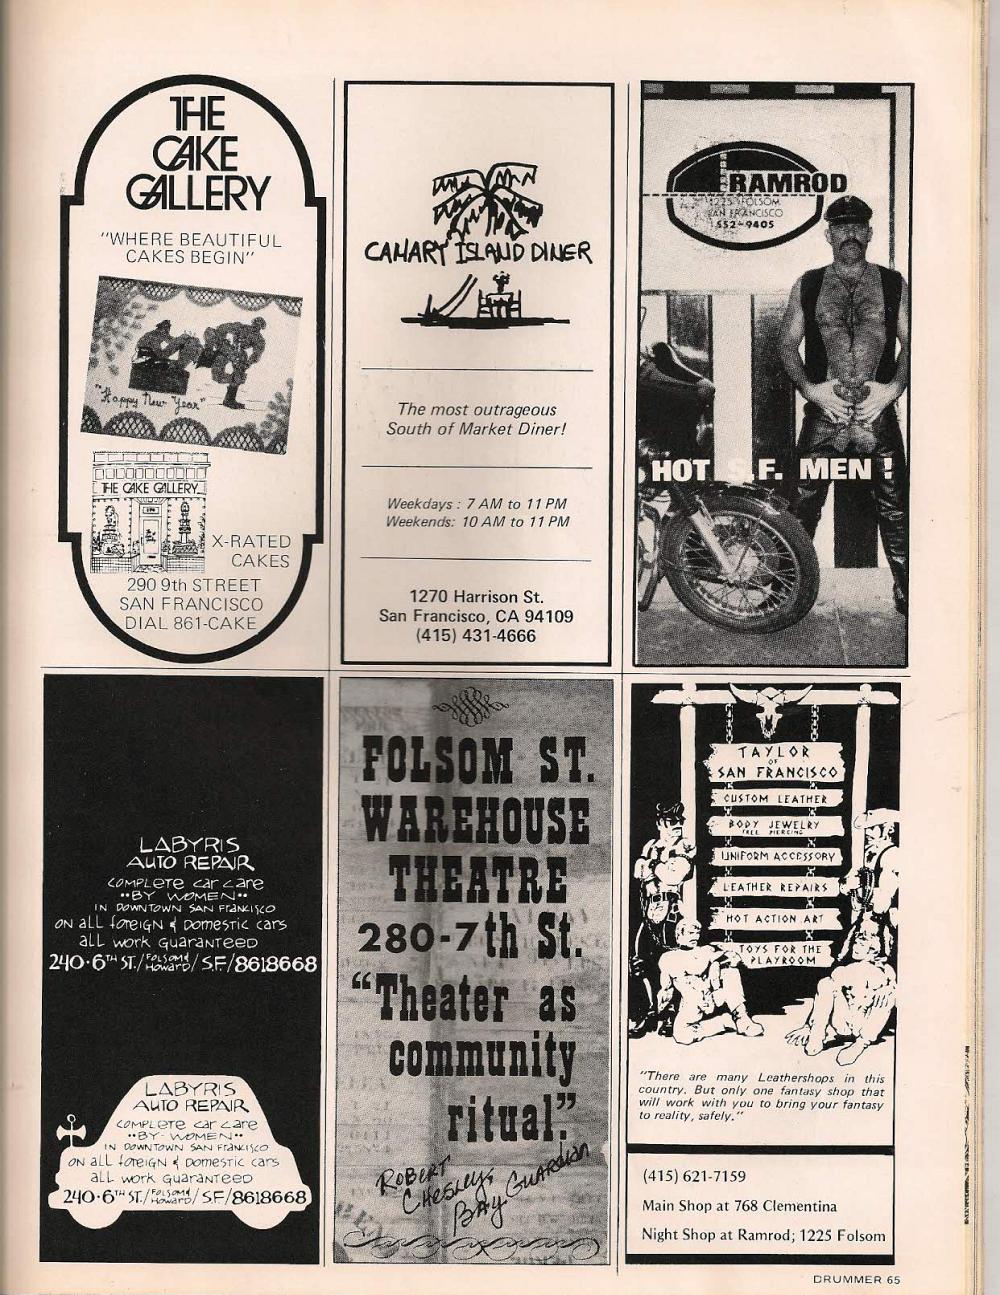 THE
CAKE
GALLERY
"WHERE BEAUTIFUL
CAKES BEGIN"
"Happy New Year"
THE CAKE GALLERY
X-RATED
CAKES
290 9th STREET
SAN FRANCISCO
DIAL 861-CAKE
CANARY ISLAND DINER
The most outrageous
South of Market Diner!
Weekdays : 7 AM to 11 PM
Weekends: 10 AM to 11 PM
1270 Harrison St.
San Francisco, CA 94109
(415) 431-4666
RAMROD
1225 FOLSOM
SAN FRANCISCO
552-9405
HOT S.F. MEN !
LABYRIS
AUTO REPAIR
COMPLETE car care
••BY WOMEN••
IN DOWNTOWN SAN FRANCISCO
ON all foreign & Domestic cars
all work guaranteed
240•6TH ST./Folsom & Howard/S.F./8618668
LABYRIS
AUTO REPAIR
COMPLETE car care
••BY-WOMEN••
IN DOWNTOWN SAN FRANCISCO
ON all foreign & Domestic cars
all work guaranteed
240•6TH ST./Folsom & Howard/S.F./8618668
FOLSOM ST.
WAREHOUSE
THEATRE
280-7th St.
"Theater as
community
ritual."
ROBERT
CHESLEY,
BAY GUARDIAN
TAYLOR
OF
SAN FRANCISCO
CUSTOM LEATHER
BODY JEWELRY
FREE PIERCING
UNIFORM ACCESSORY
LEATHER REPAIRS
HOT ACTION ART
TOYS FOR THE
PLAYROOM
"There are many Leathershops in this
country. But only one fantasy shop that
will work with you to bring your fantasy
to reality, safely."
(415) 621-7159
Main Shop at 768 Clementina
Night Shop at Ramrod; 1225 Folsom
DRUMMER 65